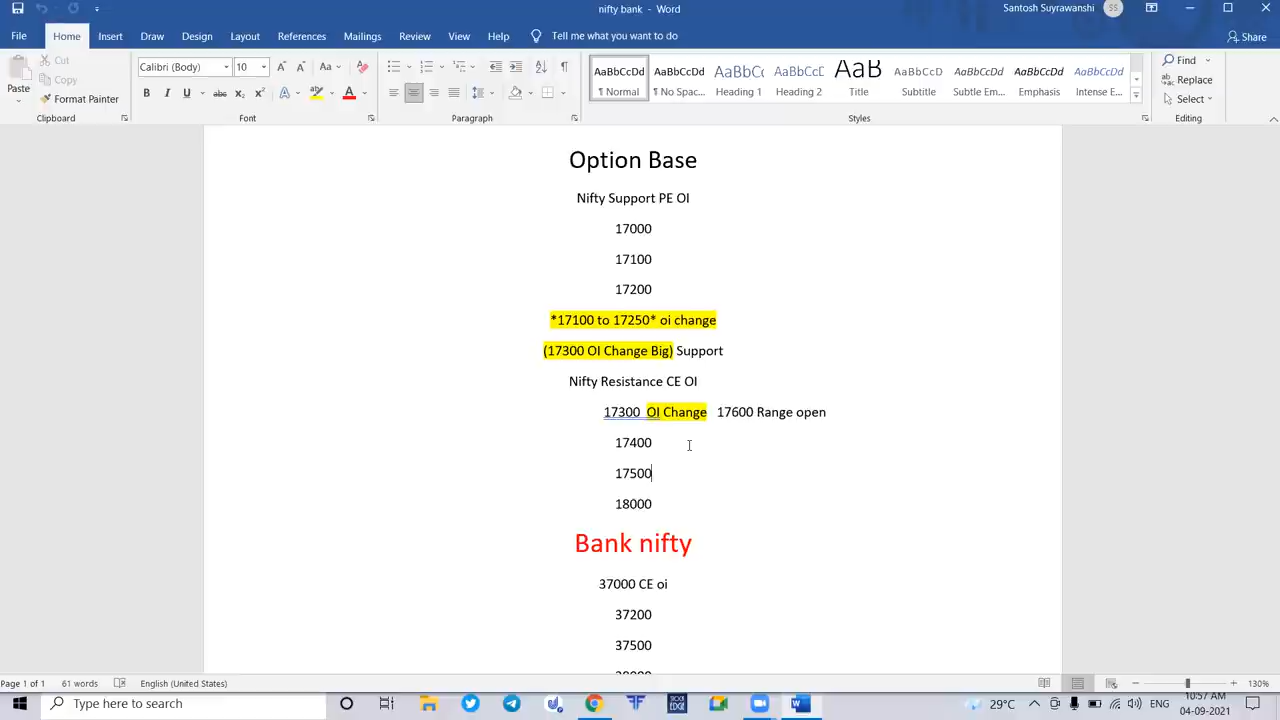 nifty - Word
Santosh Suryawanshi SS
File Home Insert Draw Design Layout References Mailings Review View Help Tell me what you want to do Share
Paste
Cut
Copy
Format Painter
Clipboard
Calibri (Body) 10
Font
Paragraph
AaBbCcDd ¶ Normal
AaBbCcDd ¶ No Spac...
AaBbCc Heading 1
AaBbCcD Heading 2
AaB Title
AaBbCcD Subtitle
AaBbCcDd Subtle Em...
AaBbCcDd Emphasis
AaBbCcDd Intense E...
Styles
Find
Replace
Select
Editing
Option Base
Nifty Support PE OI
17000
17100
17200
*17100 to 17250* oi change
(17300 OI Change Big) Support
Nifty Resistance CE OI
17300 OI Change 17600 Range open
17400
17500
18000
Bank nifty
37000 CE oi
37200
37500
Page 1 of 1 61 words English (United States) 130%
Type here to search
29°C ENG
10:57 AM
04-09-2021